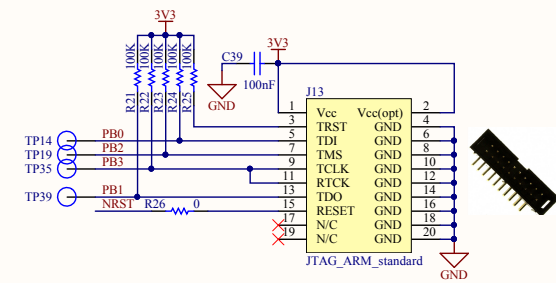 3V3
R21 100K
R22 100K
R23 100K
R24 100K
R25 100K
C39
100nF
GND
3V3
J13
1 Vcc Vcc(opt) 2
3 TRST GND 4
TP14 PB0 5 TDI GND 6
TP19 PB2 7 TMS GND 8
TP35 PB3 9 TCLK GND 10
11 RTCK GND 12
TP39 PB1 13 TDO GND 14
NRST R26 0 15 RESET GND 16
17 N/C GND 18
19 N/C GND 20
JTAG_ARM_standard
GND